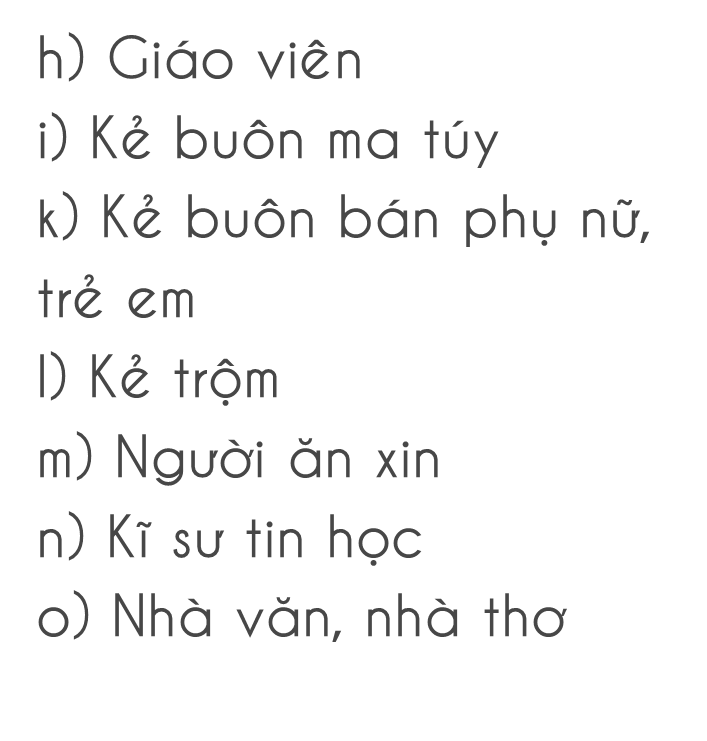 h) Giáo viên
i) Kẻ buôn ma túy
k) Kẻ buôn bán phụ nữ,
trẻ em
l) Kẻ trộm
m) Người ăn xin
n) Kĩ sư tin học
o) Nhà văn, nhà thơ